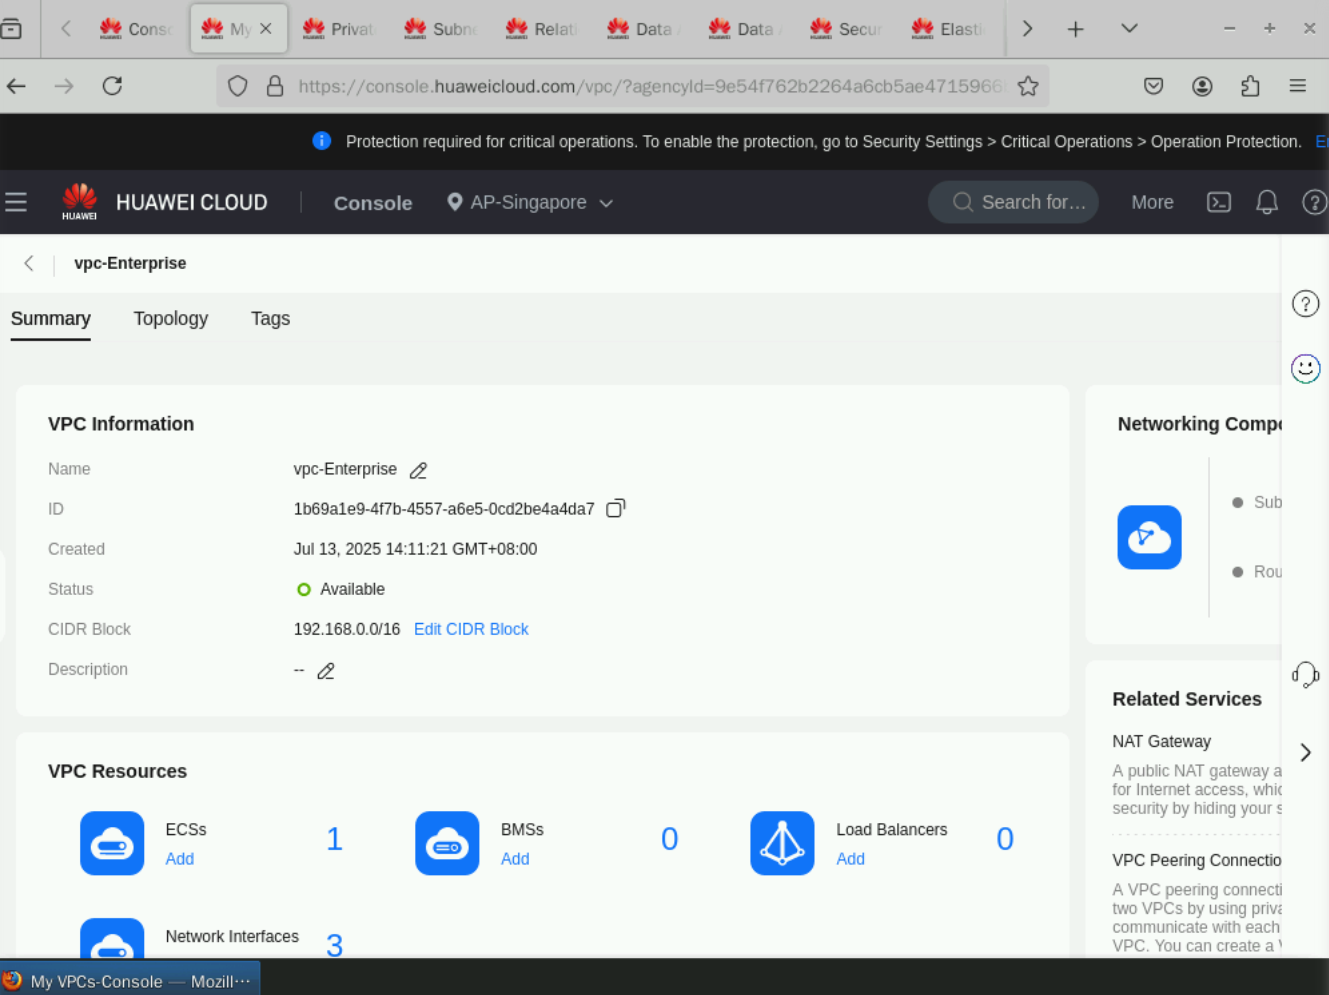 Conso
My
Privat
Subne
Relati
Data
Data
Secur
Elasti
https://console.huaweicloud.com/vpc/?agencyId=9e54f762b2264a6cb5ae4715966
Protection required for critical operations. To enable the protection, go to Security Settings > Critical Operations > Operation Protection.
HUAWEI
HUAWEI CLOUD
Console
AP-Singapore
Search for...
More
vpc-Enterprise
Summary
Topology
Tags
VPC Information
Name
vpc-Enterprise
ID
1b69a1e9-4f7b-4557-a6e5-0cd2be4a4da7
Created
Jul 13, 2025 14:11:21 GMT+08:00
Status
Available
CIDR Block
192.168.0.0/16 Edit CIDR Block
Description
--
Networking Compo
Sub
Rou
VPC Resources
ECSs
Add
1
BMSs
Add
0
Load Balancers
Add
0
Network Interfaces
3
Related Services
NAT Gateway
A public NAT gateway a
for Internet access, whic
security by hiding your s
VPC Peering Connectio
A VPC peering connecti
two VPCs by using priva
communicate with each
VPC. You can create a
My VPCs-Console — Mozill···